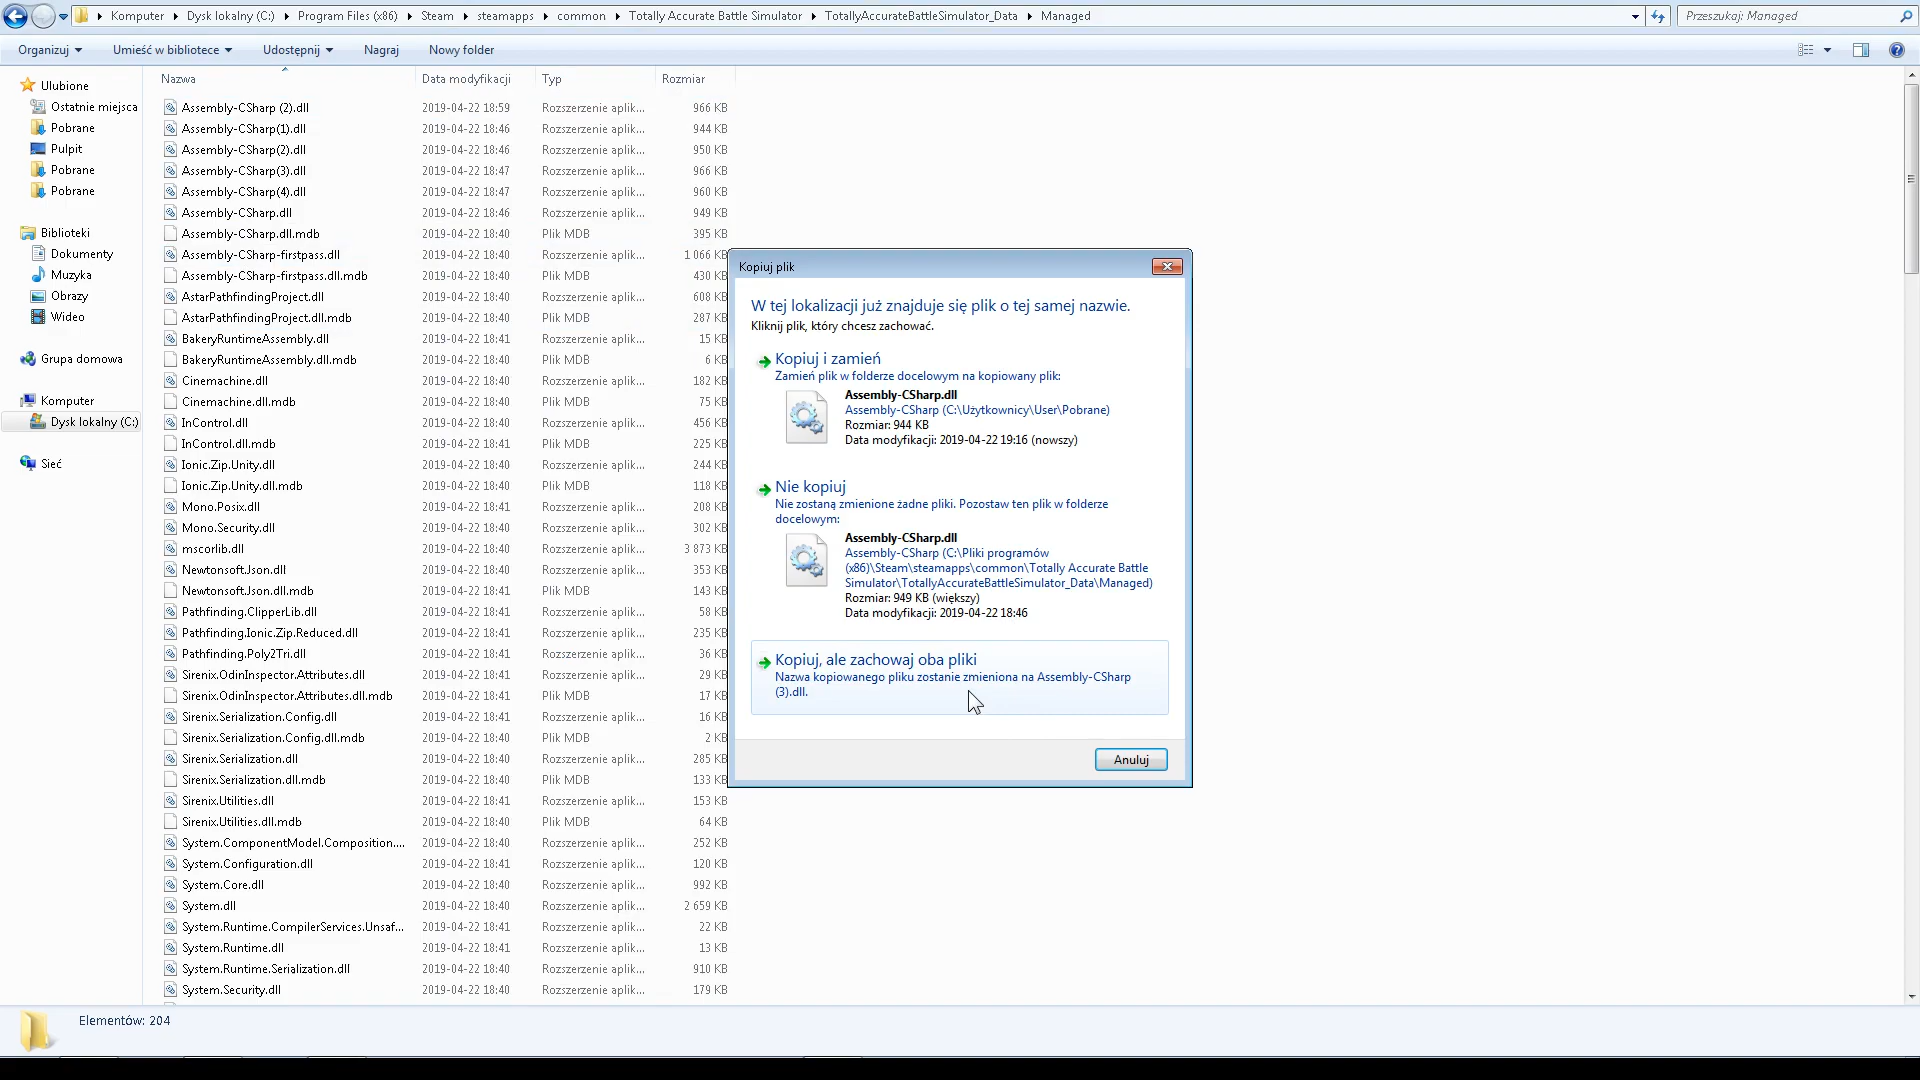 Komputer Dysk lokalny (C:) Program Files (x86) Steam steamapps common Totally Accurate Battle Simulator TotallyAccurateBattleSimulator_Data Managed
Przeszukaj: Managed
Organizuj Umieść w bibliotece Udostępnij Nagraj Nowy folder
Ulubione
Ostatnie miejsca
Pobrane
Pulpit
Pobrane
Pobrane
Biblioteki
Dokumenty
Muzyka
Obrazy
Wideo
Grupa domowa
Komputer
Dysk lokalny (C:)
Sieć
Nazwa Data modyfikacji Typ Rozmiar
Assembly-CSharp (2).dll 2019-04-22 18:59 Rozszerzenie aplik... 966 KB
Assembly-CSharp(1).dll 2019-04-22 18:46 Rozszerzenie aplik... 944 KB
Assembly-CSharp(2).dll 2019-04-22 18:46 Rozszerzenie aplik... 950 KB
Assembly-CSharp(3).dll 2019-04-22 18:47 Rozszerzenie aplik... 966 KB
Assembly-CSharp(4).dll 2019-04-22 18:47 Rozszerzenie aplik... 960 KB
Assembly-CSharp.dll 2019-04-22 18:46 Rozszerzenie aplik... 949 KB
Assembly-CSharp.dll.mdb 2019-04-22 18:40 Plik MDB 395 KB
Assembly-CSharp-firstpass.dll 2019-04-22 18:40 Rozszerzenie aplik... 1 066 KB
Assembly-CSharp-firstpass.dll.mdb 2019-04-22 18:40 Plik MDB 430 KB
AstarPathfindingProject.dll 2019-04-22 18:40 Rozszerzenie aplik... 608 KB
AstarPathfindingProject.dll.mdb 2019-04-22 18:40 Plik MDB 287 KB
BakeryRuntimeAssembly.dll 2019-04-22 18:41 Rozszerzenie aplik... 15 KB
BakeryRuntimeAssembly.dll.mdb 2019-04-22 18:40 Plik MDB 6 KB
Cinemachine.dll 2019-04-22 18:40 Rozszerzenie aplik... 182 KB
Cinemachine.dll.mdb 2019-04-22 18:40 Plik MDB 75 KB
InControl.dll 2019-04-22 18:40 Rozszerzenie aplik... 456 KB
InControl.dll.mdb 2019-04-22 18:41 Plik MDB 225 KB
Ionic.Zip.Unity.dll 2019-04-22 18:40 Rozszerzenie aplik... 244 KB
Ionic.Zip.Unity.dll.mdb 2019-04-22 18:40 Plik MDB 118 KB
Mono.Posix.dll 2019-04-22 18:41 Rozszerzenie aplik... 208 KB
Mono.Security.dll 2019-04-22 18:40 Rozszerzenie aplik... 302 KB
mscorlib.dll 2019-04-22 18:40 Rozszerzenie aplik... 3 873 KB
Newtonsoft.Json.dll 2019-04-22 18:40 Rozszerzenie aplik... 353 KB
Newtonsoft.Json.dll.mdb 2019-04-22 18:40 Plik MDB 143 KB
Pathfinding.ClipperLib.dll 2019-04-22 18:40 Rozszerzenie aplik... 58 KB
Pathfinding.Ionic.Zip.Reduced.dll 2019-04-22 18:41 Rozszerzenie aplik... 235 KB
Pathfinding.Poly2Tri.dll 2019-04-22 18:41 Rozszerzenie aplik... 36 KB
Sirenix.OdinInspector.Attributes.dll 2019-04-22 18:40 Rozszerzenie aplik... 29 KB
Sirenix.OdinInspector.Attributes.dll.mdb 2019-04-22 18:40 Plik MDB 17 KB
Sirenix.Serialization.Config.dll 2019-04-22 18:41 Rozszerzenie aplik... 16 KB
Sirenix.Serialization.Config.dll.mdb 2019-04-22 18:40 Plik MDB 2 KB
Sirenix.Serialization.dll 2019-04-22 18:40 Rozszerzenie aplik... 285 KB
Sirenix.Serialization.dll.mdb 2019-04-22 18:40 Plik MDB 133 KB
Sirenix.Utilities.dll 2019-04-22 18:41 Rozszerzenie aplik... 153 KB
Sirenix.Utilities.dll.mdb 2019-04-22 18:40 Plik MDB 64 KB
System.ComponentModel.Composition.... 2019-04-22 18:40 Rozszerzenie aplik... 252 KB
System.Configuration.dll 2019-04-22 18:41 Rozszerzenie aplik... 120 KB
System.Core.dll 2019-04-22 18:40 Rozszerzenie aplik... 992 KB
System.dll 2019-04-22 18:40 Rozszerzenie aplik... 2 659 KB
System.Runtime.CompilerServices.Unsaf... 2019-04-22 18:41 Rozszerzenie aplik... 22 KB
System.Runtime.dll 2019-04-22 18:41 Rozszerzenie aplik... 13 KB
System.Runtime.Serialization.dll 2019-04-22 18:40 Rozszerzenie aplik... 910 KB
System.Security.dll 2019-04-22 18:40 Rozszerzenie aplik... 179 KB
Kopiuj plik
W tej lokalizacji już znajduje się plik o tej samej nazwie.
Kliknij plik, który chcesz zachować.
Kopiuj i zamień
Zamień plik w folderze docelowym na kopiowany plik:
Assembly-CSharp.dll
Assembly-CSharp (C:\Użytkownicy\User\Pobrane)
Rozmiar: 944 KB
Data modyfikacji: 2019-04-22 19:16 (nowszy)
Nie kopiuj
Nie zostaną zmienione żadne pliki. Pozostaw ten plik w folderze
docelowym:
Assembly-CSharp.dll
Assembly-CSharp (C:\Pliki programów
(x86)\Steam\steamapps\common\Totally Accurate Battle
Simulator\TotallyAccurateBattleSimulator_Data\Managed)
Rozmiar: 949 KB (większy)
Data modyfikacji: 2019-04-22 18:46
Kopiuj, ale zachowaj oba pliki
Nazwa kopiowanego pliku zostanie zmieniona na Assembly-CSharp
(3).dll.
Anuluj
Elementów: 204